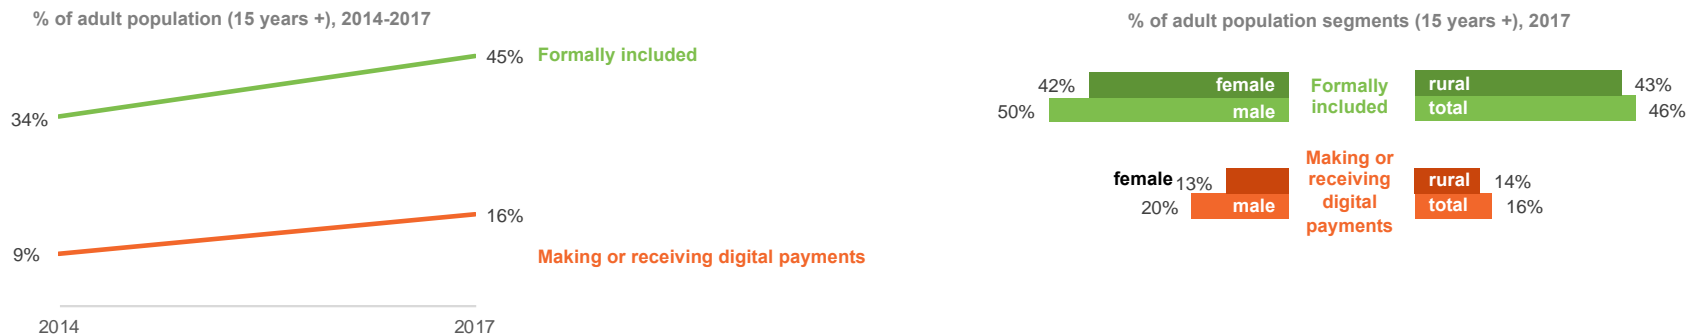 % of adult population (15 years +), 2014-2017
45%
Formally included
34%
16%
9%
Making or receiving digital payments
2014
2017
% of adult population segments (15 years +), 2017
42%
female
50%
male
Formally
included
rural
43%
total
46%
female
13%
20%
male
Making or
receiving
digital
payments
rural
14%
total
16%